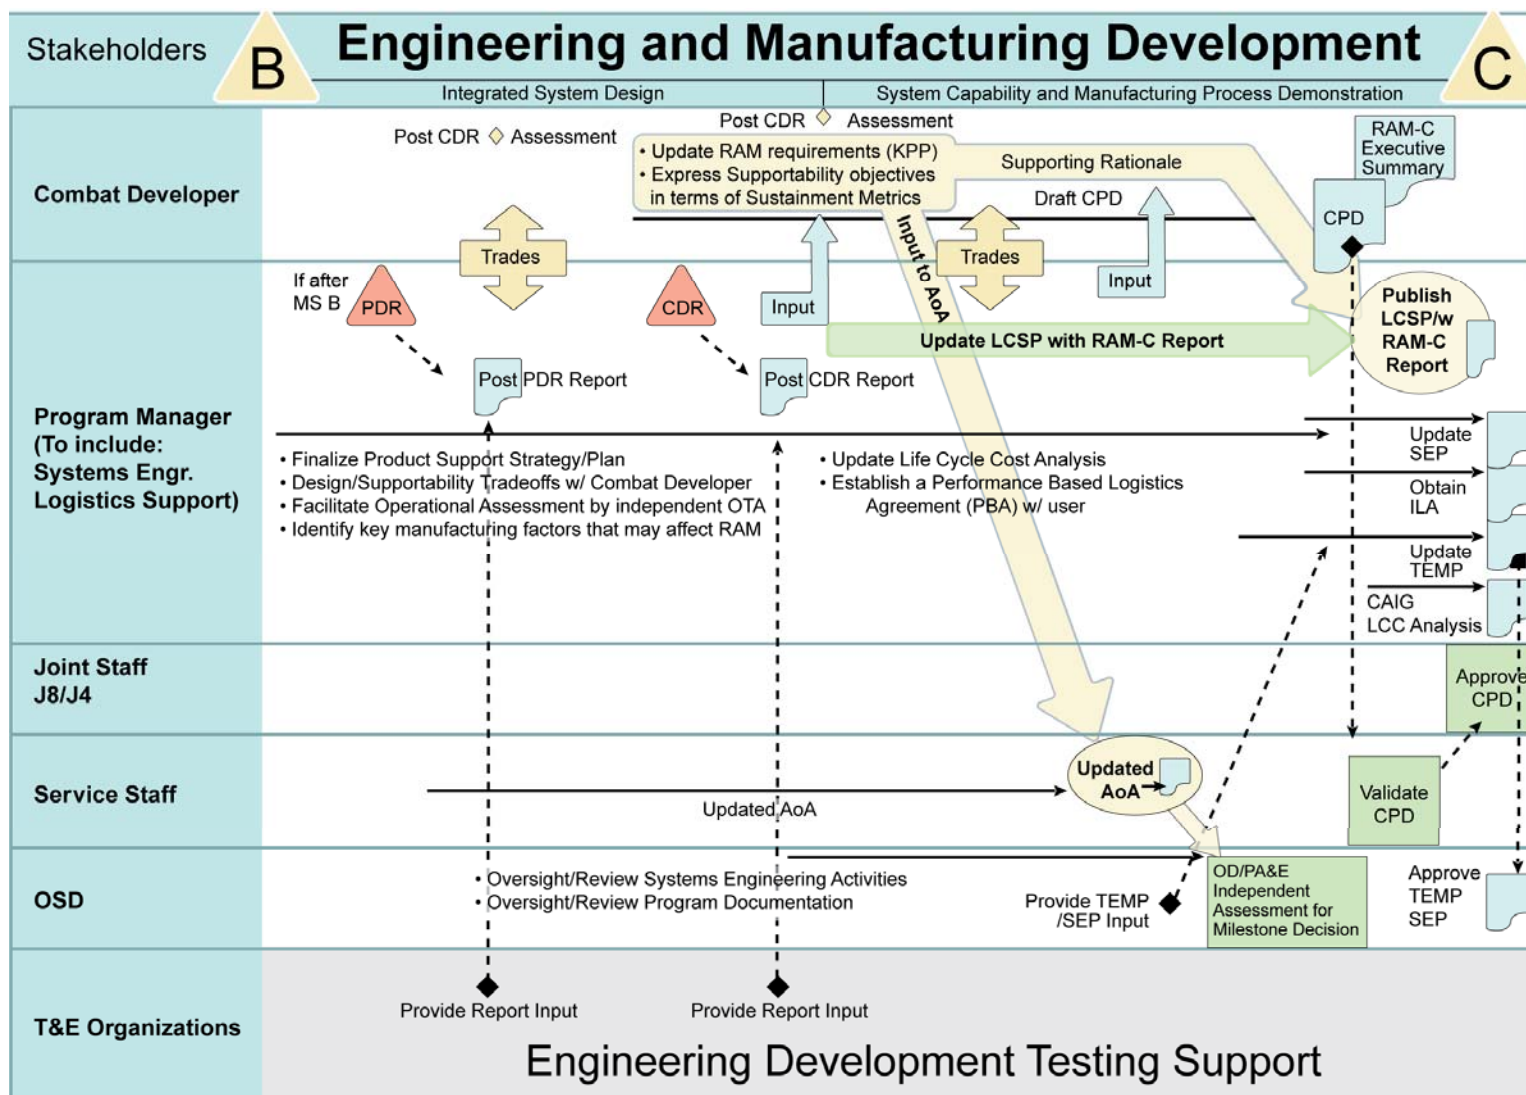 Stakeholders
B
Engineering and Manufacturing Development
C
Integrated System Design
System Capability and Manufacturing Process Demonstration
Combat Developer
Post CDR
Assessment
Post CDR
Assessment
• Update RAM requirements (KPP)
• Express Supportability objectives
in terms of Sustainment Metrics
Supporting Rationale
Draft CPD
RAM-C
Executive
Summary
CPD
Trades
Input to AoA
Trades
Program Manager
(To include:
Systems Engr.
Logistics Support)
If after
MS B
PDR
CDR
Input
Input
Update LCSP with RAM-C Report
Publish
LCSP/w
RAM-C
Report
Post PDR Report
Post CDR Report
• Finalize Product Support Strategy/Plan
• Design/Supportability Tradeoffs w/ Combat Developer
• Facilitate Operational Assessment by independent OTA
• Identify key manufacturing factors that may affect RAM
• Update Life Cycle Cost Analysis
• Establish a Performance Based Logistics
Agreement (PBA) w/ user
Update
SEP
Obtain
ILA
Update
TEMP
CAIG
LCC Analysis
Joint Staff
J8/J4
Approve
CPD
Service Staff
Updated AoA
Updated
AoA
Validate
CPD
OSD
• Oversight/Review Systems Engineering Activities
• Oversight/Review Program Documentation
Provide TEMP
/SEP Input
OD/PA&E
Independent
Assessment for
Milestone Decision
Approve
TEMP
SEP
T&E Organizations
Provide Report Input
Provide Report Input
Engineering Development Testing Support